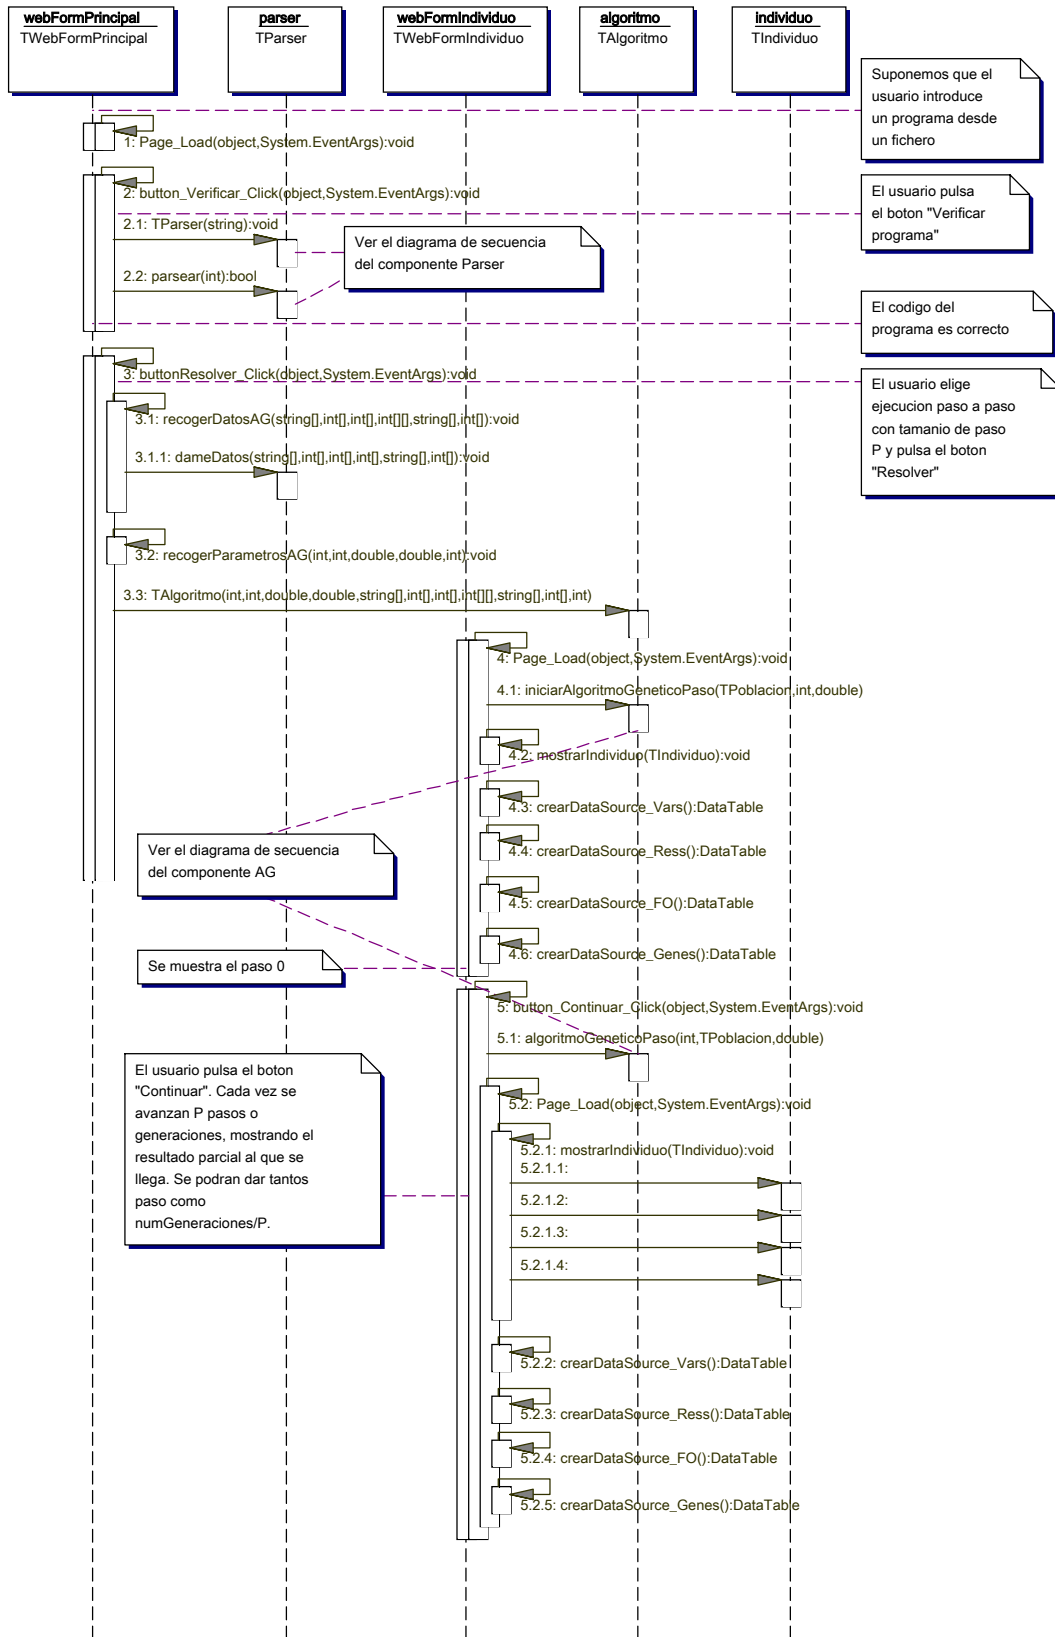 webFormPrincipal
TWebFormPrincipal
parser
TParser
webFormIndividuo
TWebFormIndividuo
algoritmo
TAlgoritmo
individuo
TIndividuo
Suponemos que el
usuario introduce
un programa desde
un fichero
1: Page_Load(object,System.EventArgs):void
2: button_Verificar_Click(object,System.EventArgs):void
El usuario pulsa
el boton "Verificar
programa"
2.1: TParser(string):void
Ver el diagrama de secuencia
del componente Parser
2.2: parsear(int):bool
El codigo del
programa es correcto
3: buttonResolver_Click(object,System.EventArgs):void
El usuario elige
ejecucion paso a paso
con tamanio de paso
P y pulsa el boton
"Resolver"
3.1: recogerDatosAG(string[],int[],int[],int[][],string[],int[]):void
3.1.1: dameDatos(string[],int[],int[],int[],string[],int[]):void
3.2: recogerParametrosAG(int,int,double,double,int):void
3.3: TAlgoritmo(int,int,double,double,string[],int[],int[],int[][],string[],int[],int)
4: Page_Load(object,System.EventArgs):void
4.1: iniciarAlgoritmoGeneticoPaso(TPoblacion,int,double)
4.2: mostrarIndividuo(TIndividuo):void
4.3: crearDataSource_Vars():DataTable
4.4: crearDataSource_Ress():DataTable
Ver el diagrama de secuencia
del componente AG
4.5: crearDataSource_FO():DataTable
4.6: crearDataSource_Genes():DataTable
Se muestra el paso 0
5: button_Continuar_Click(object,System.EventArgs):void
5.1: algoritmoGeneticoPaso(int,TPoblacion,double)
El usuario pulsa el boton
"Continuar". Cada vez se
avanzan P pasos o
generaciones, mostrando el
resultado parcial al que se
llega. Se podran dar tantos
paso como
numGeneraciones/P.
5.2: Page_Load(object,System.EventArgs):void
5.2.1: mostrarIndividuo(TIndividuo):void
5.2.1.1:
5.2.1.2:
5.2.1.3:
5.2.1.4:
5.2.2: crearDataSource_Vars():DataTable
5.2.3: crearDataSource_Ress():DataTable
5.2.4: crearDataSource_FO():DataTable
5.2.5: crearDataSource_Genes():DataTable